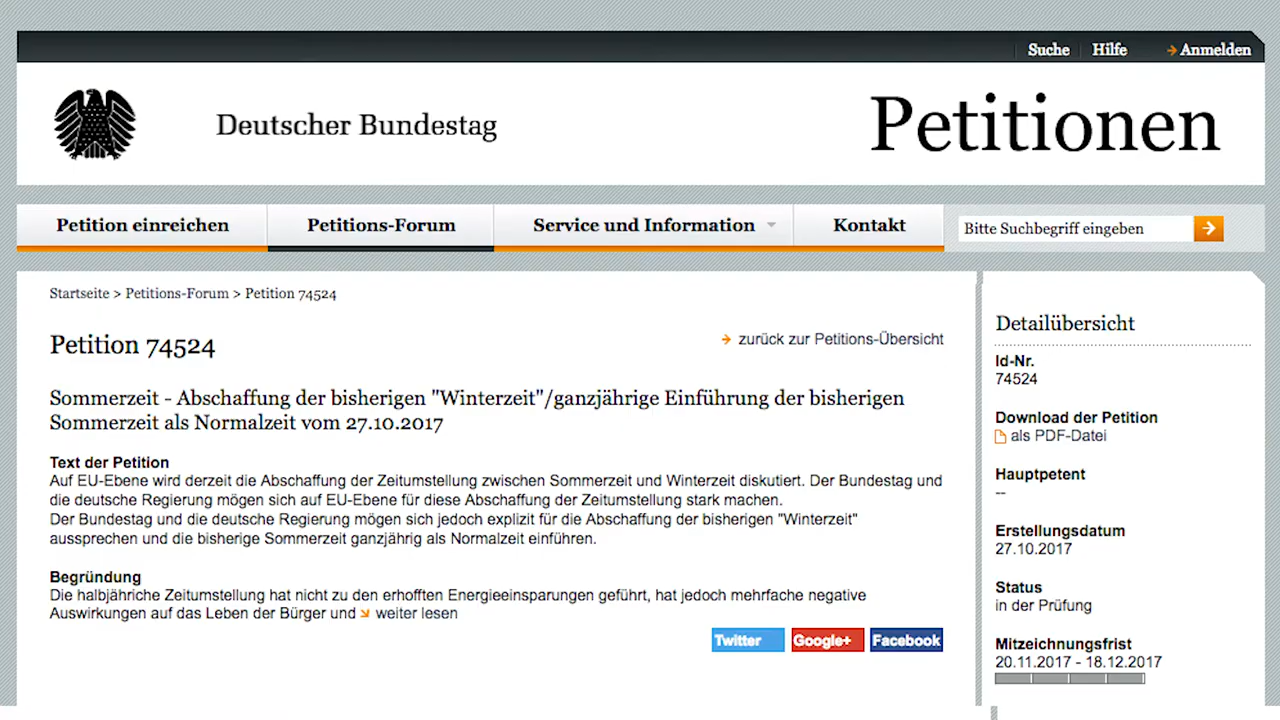 Suche
Hilfe
Anmelden
Deutscher Bundestag
Petitionen
Petition einreichen
Petitions-Forum
Service und Information
Kontakt
Bitte Suchbegriff eingeben
Startseite > Petitions-Forum > Petition 74524
Petition 74524
zurück zur Petitions-Übersicht
Sommerzeit - Abschaffung der bisherigen "Winterzeit"/ganzjährige Einführung der bisherigen
Sommerzeit als Normalzeit vom 27.10.2017
Text der Petition
Auf EU-Ebene wird derzeit die Abschaffung der Zeitumstellung zwischen Sommerzeit und Winterzeit diskutiert. Der Bundestag und
die deutsche Regierung mögen sich auf EU-Ebene für diese Abschaffung der Zeitumstellung stark machen.
Der Bundestag und die deutsche Regierung mögen sich jedoch explizit für die Abschaffung der bisherigen "Winterzeit"
aussprechen und die bisherige Sommerzeit ganzjährig als Normalzeit einführen.
Begründung
Die halbjähriche Zeitumstellung hat nicht zu den erhofften Energieeinsparungen geführt, hat jedoch mehrfache negative
Auswirkungen auf das Leben der Bürger und weiter lesen
Twitter
Google+
Facebook
Detailübersicht
Id-Nr.
74524
Download der Petition
als PDF-Datei
Hauptpetent
--
Erstellungsdatum
27.10.2017
Status
in der Prüfung
Mitzeichnungsfrist
20.11.2017 - 18.12.2017